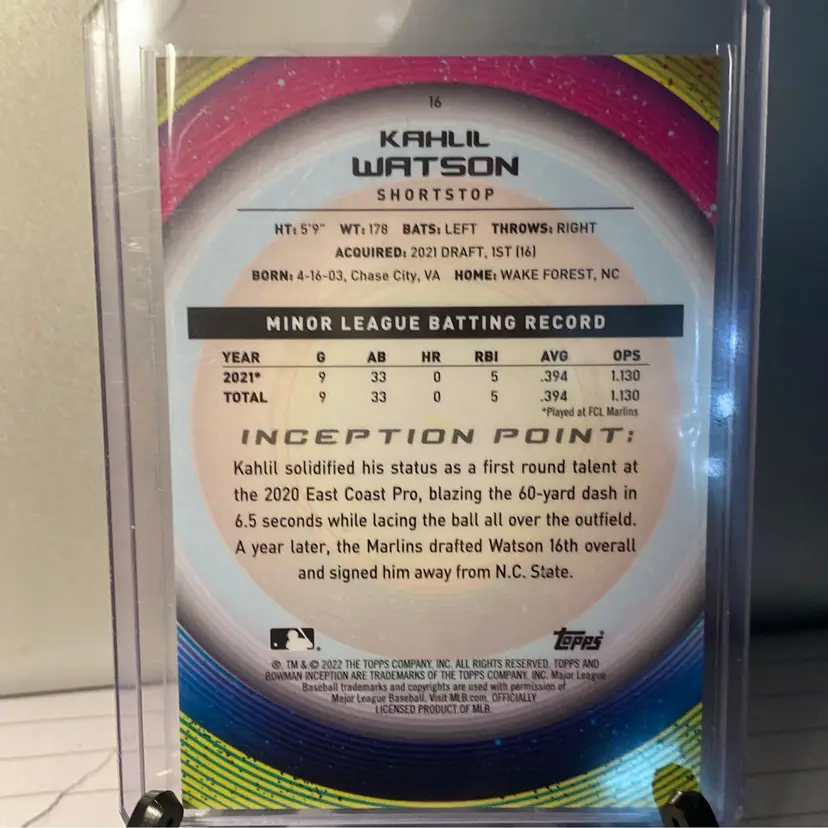 16
KAHLIL
WATSON
SHORTSTOP
HT: 5'9" WT: 178 BATS: LEFT THROWS: RIGHT
ACQUIRED: 2021 DRAFT, 1ST (16)
BORN: 4-16-03, Chase City, VA HOME: WAKE FOREST, NC
MINOR LEAGUE BATTING RECORD
YEAR G AB HR RBI AVG OPS
2021* 9 33 0 5 .394 1.130
TOTAL 9 33 0 5 .394 1.130
*Played at FCL Marlins
INCEPTION POINT:
Kahlil solidified his status as a first round talent at
the 2020 East Coast Pro, blazing the 60-yard dash in
6.5 seconds while lacing the ball all over the outfield.
A year later, the Marlins drafted Watson 16th overall
and signed him away from N.C. State.
topps
®, TM & © 2022 THE TOPPS COMPANY, INC. ALL RIGHTS RESERVED. TOPPS AND
BOWMAN INCEPTION ARE TRADEMARKS OF THE TOPPS COMPANY, INC. Major League
Baseball trademarks and copyrights are used with permission of
Major League Baseball. Visit MLB.com. OFFICIALLY
LICENSED PRODUCT OF MLB.